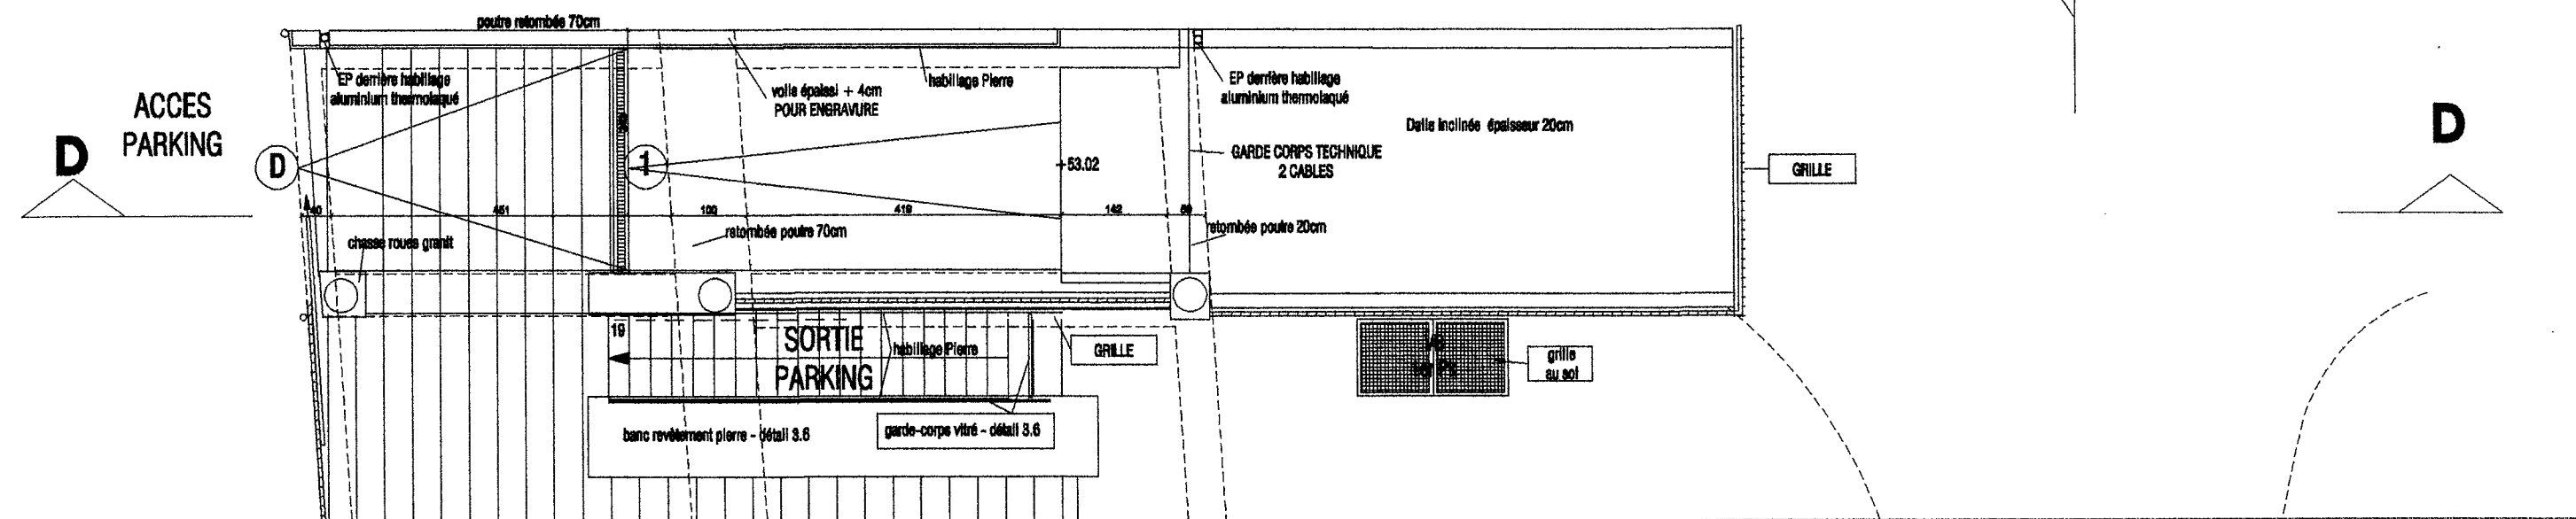 poutre retombée 70cm
EP derrière habillage
aluminium thermolaqué
ACCES
PARKING
D
D
voile épaissi + 4cm
POUR ENGRAVURE
habillage Pierre
1
+53.02
EP derrière habillage
aluminium thermolaqué
GARDE CORPS TECHNIQUE
2 CABLES
Dalle inclinée épaisseur 20cm
GRILLE
D
40
451
100
419
142
chasse roues granit
retombée poutre 70cm
retombée poutre 20cm
19
SORTIE
PARKING
habillage Pierre
GRILLE
grille
au sol
banc revêtement pierre - détail 3.6
garde-corps vitré - détail 3.6